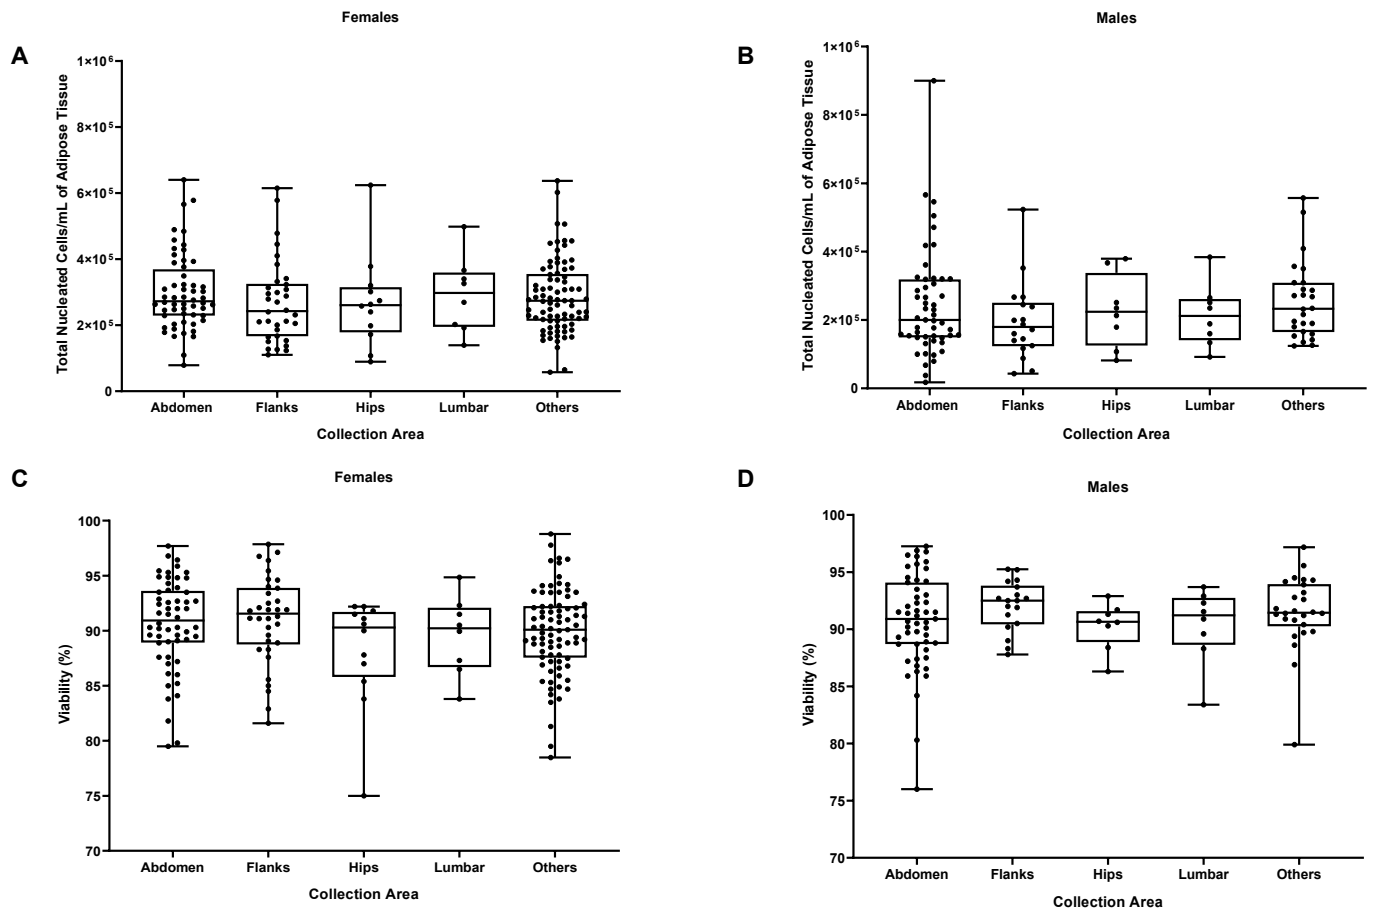 Females
A
Total Nucleated Cells/mL of Adipose Tissue
1×10⁶
8×10⁵
6×10⁵
4×10⁵
2×10⁵
0
Abdomen Flanks Hips Lumbar Others
Collection Area
Males
B
Total Nucleated Cells/mL of Adipose Tissue
1×10⁶
8×10⁵
6×10⁵
4×10⁵
2×10⁵
0
Abdomen Flanks Hips Lumbar Others
Collection Area
Females
C
Viability (%)
100
95
90
85
80
75
70
Abdomen Flanks Hips Lumbar Others
Collection Area
Males
D
Viability (%)
100
95
90
85
80
75
70
Abdomen Flanks Hips Lumbar Others
Collection Area